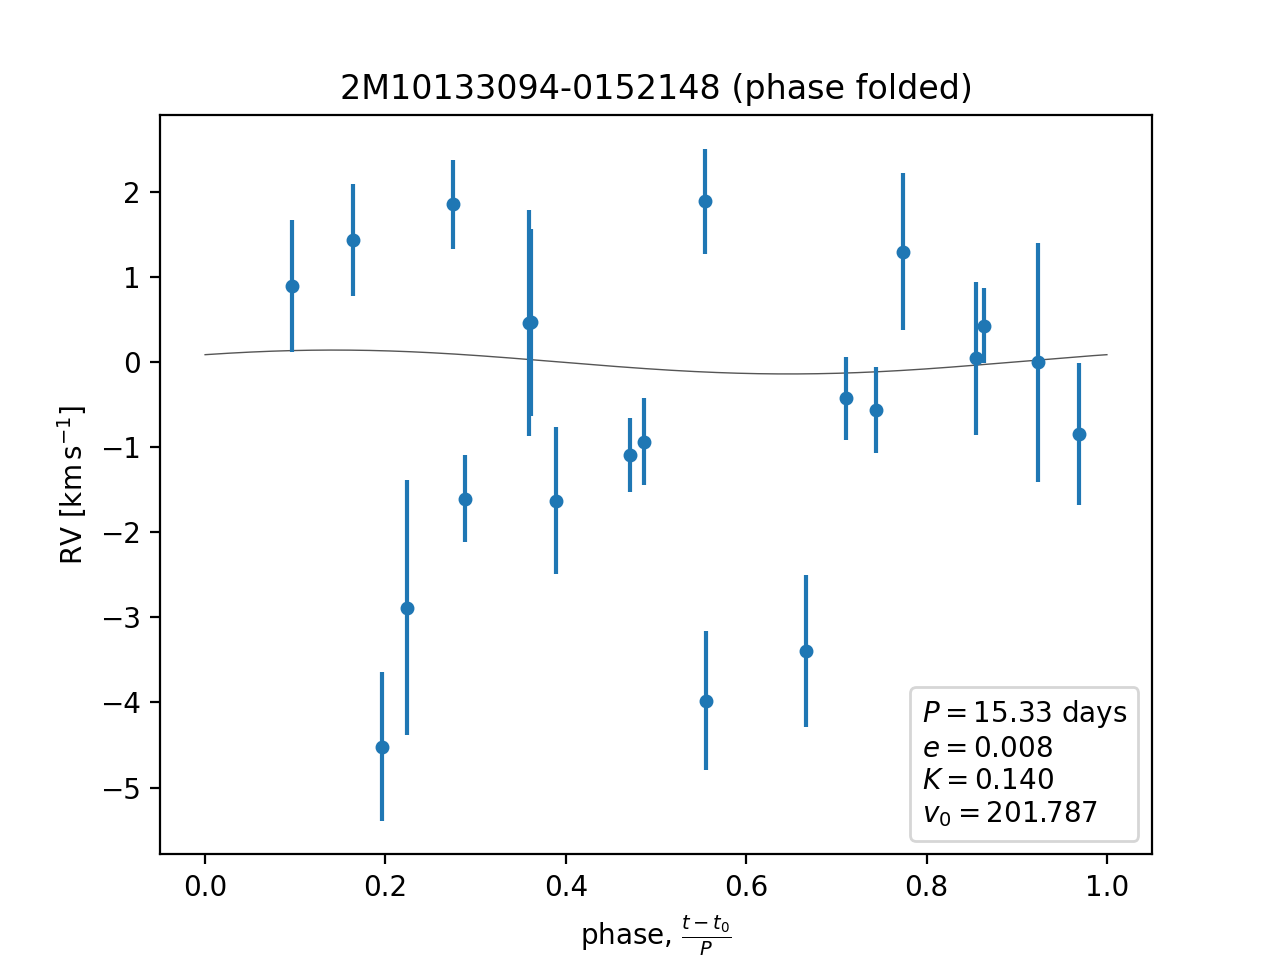 2M10133094-0152148 (phase folded)
RV [km s⁻¹]
2
1
0
−1
−2
−3
−4
−5
P = 15.33 days
e = 0.008
K = 0.140
v₀ = 201.787
0.0 0.2 0.4 0.6 0.8 1.0
phase, (t − t₀)/P